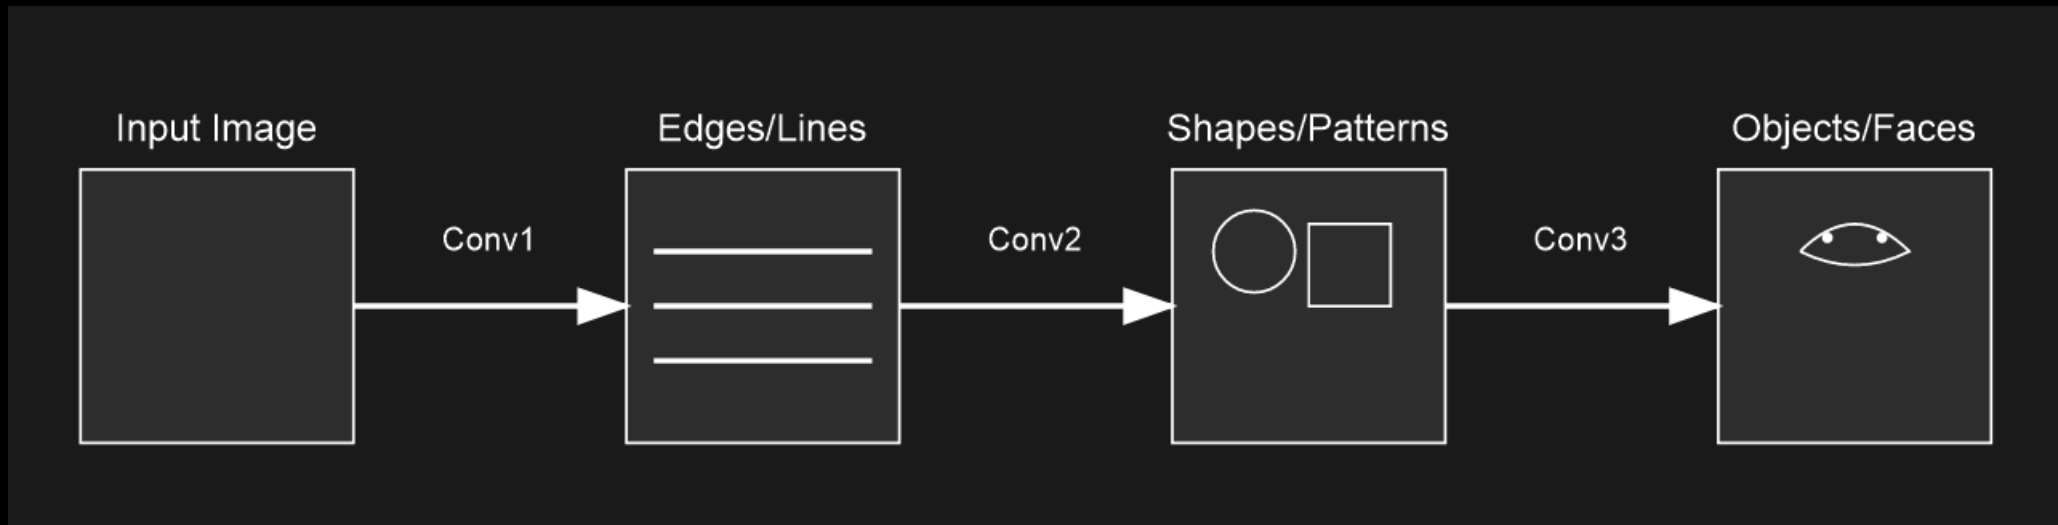 Input Image
Edges/Lines
Shapes/Patterns
Objects/Faces
Conv1
Conv2
Conv3